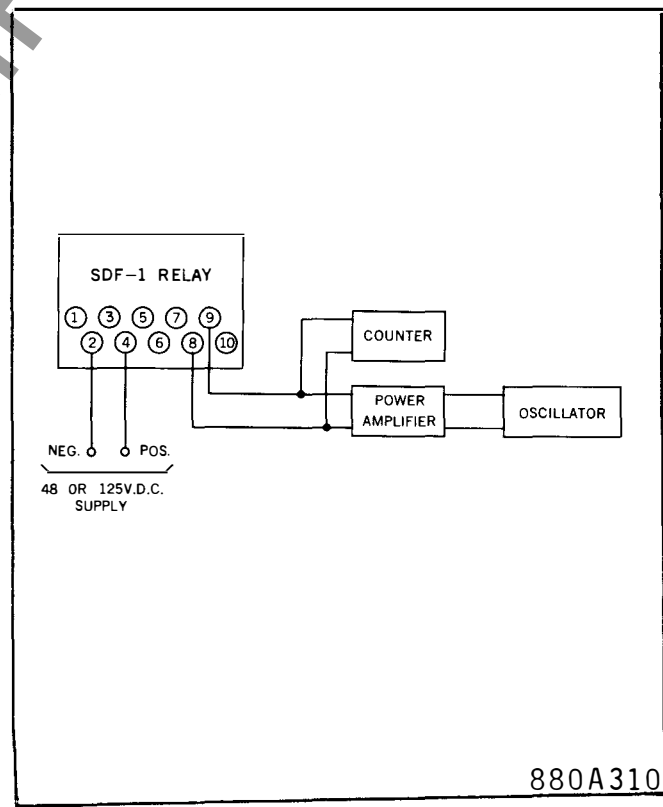 SDF-1 RELAY
1 3 5 7 9
2 4 6 8 10
COUNTER
POWER
AMPLIFIER
OSCILLATOR
NEG. POS.
48 OR 125V.D.C.
SUPPLY
880A310